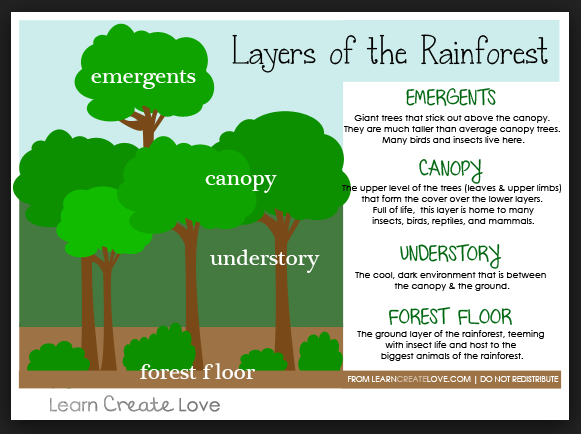 Layers of the Rainforest
emergents
canopy
understory
forest floor
EMERGENTS
Giant trees that stick out above the canopy.
They are much taller than average canopy trees.
Many birds and insects live here.
CANOPY
The upper level of the trees (leaves & upper limbs)
that form the cover over the lower layers.
Full of life, this layer is home to many
insects, birds, reptiles, and mammals.
UNDERSTORY
The cool, dark environment that is between
the canopy & the ground.
FOREST FLOOR
The ground layer of the rainforest, teeming
with insect life and host to the
biggest animals of the rainforest.
FROM LEARNCREATELOVE.COM | DO NOT REDISTRIBUTE
Learn Create Love